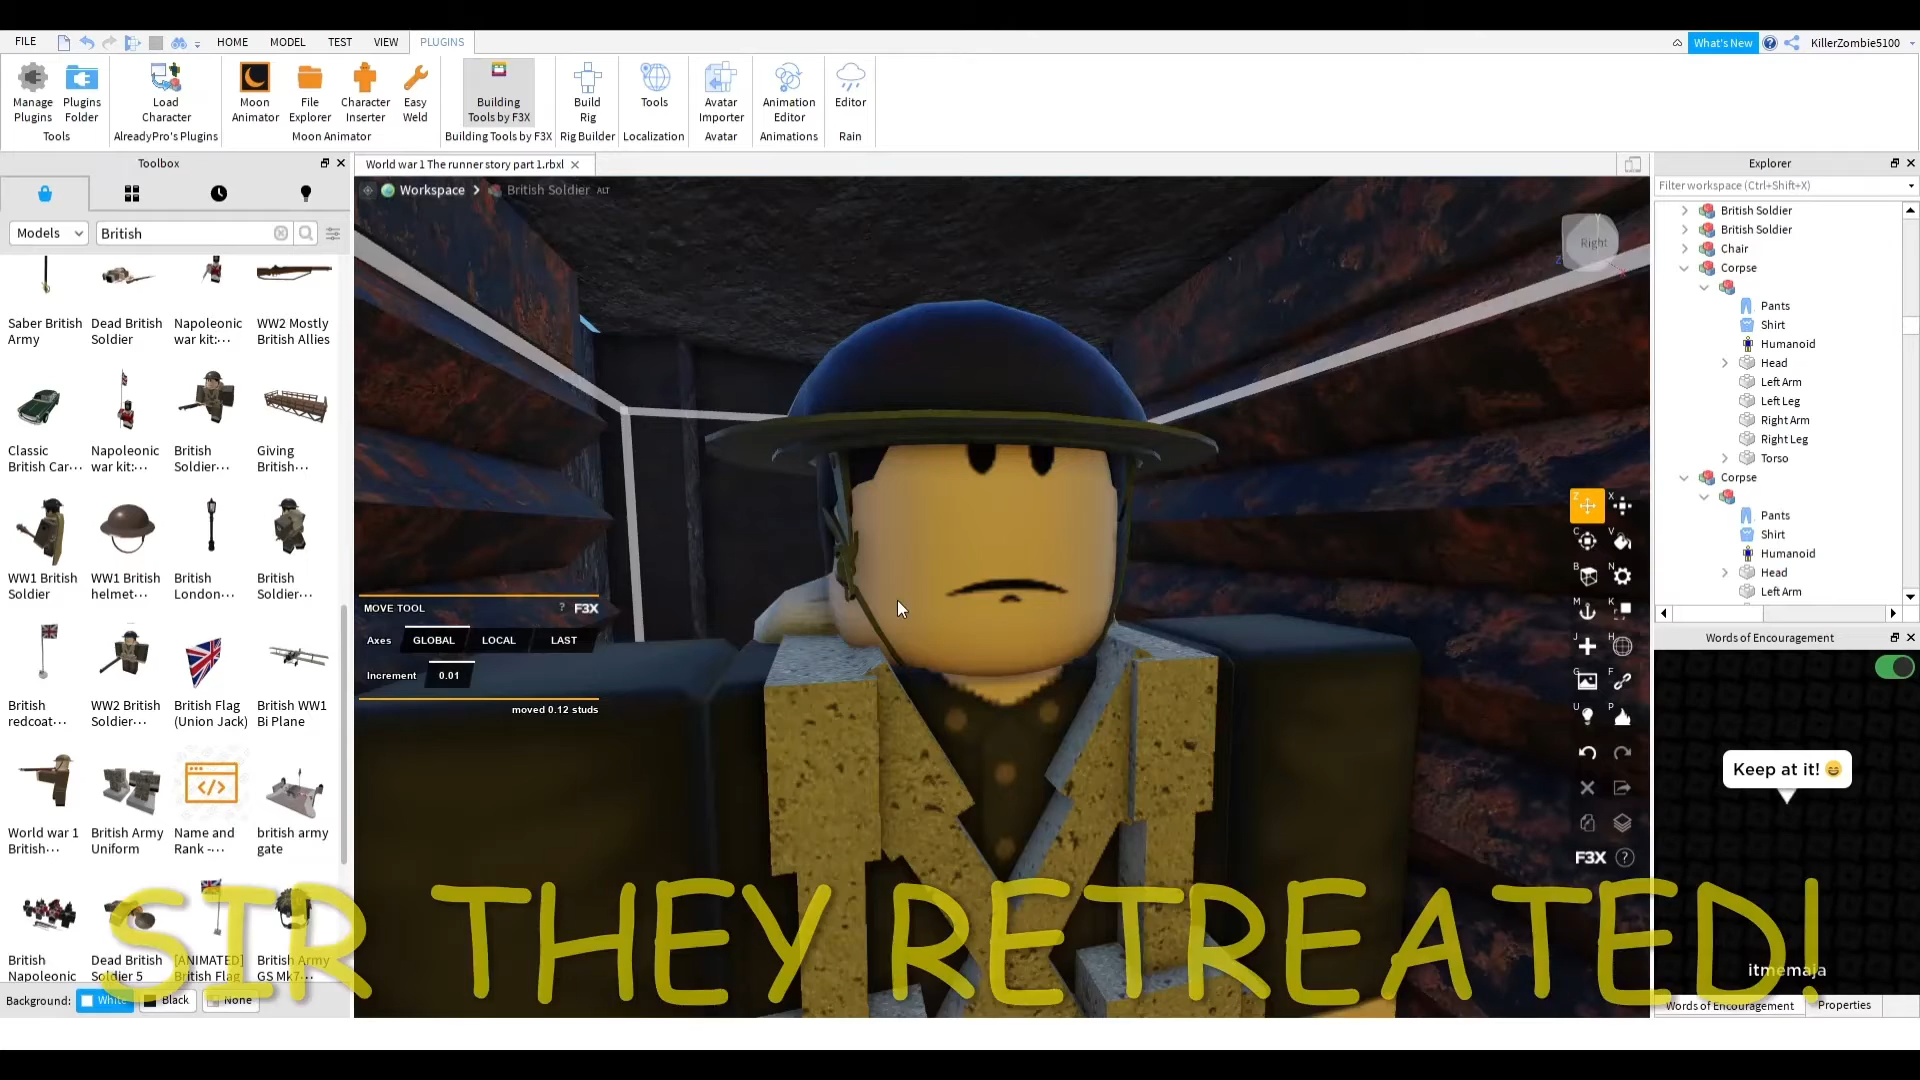 FILE HOME MODEL TEST VIEW PLUGINS What's New KillerZombie5100
Manage Plugins
Plugins Folder
Load Character
Moon Animator
File Explorer
Character Inserter
Easy Weld
Building Tools by F3X
Build Rig
Tools
Avatar Importer
Animation Editor
Editor
Tools AlreadyPro's Plugins Moon Animator Building Tools by F3X Rig Builder Localization Avatar Animations Rain
Toolbox
Models British
Saber British Army
Dead British Soldier
Napoleonic war kit:...
WW2 Mostly British Allies
Classic British Car...
Napoleonic war kit:...
British Soldier...
Giving British...
WW1 British Soldier
WW1 British helmet...
British London...
British Soldier...
British redcoat...
WW2 British Soldier...
British Flag (Union Jack)
British WW1 Bi Plane
World war 1 British...
British Army Uniform
Name and Rank -...
british army gate
British Napoleonic
Dead British Soldier 5
[ANIMATED] British Flag
British Army GS Mk7...
Background: White Black None
World war 1 The runner story part 1.rbxl
Workspace > British Soldier ALT
Right
Y
Z
MOVE TOOL ? F3X
Axes GLOBAL LOCAL LAST
Increment 0.01
moved 0.12 studs
Z X
C V
B N
M K
J H
G F
U P
F3X ?
SIR THEY RETREATED!
Explorer
Filter workspace (Ctrl+Shift+X)
British Soldier
British Soldier
Chair
Corpse
Pants
Shirt
Humanoid
Head
Left Arm
Left Leg
Right Arm
Right Leg
Torso
Corpse
Pants
Shirt
Humanoid
Head
Left Arm
Words of Encouragement
Keep at it! 😄
itmemaja
Words of Encouragement Properties